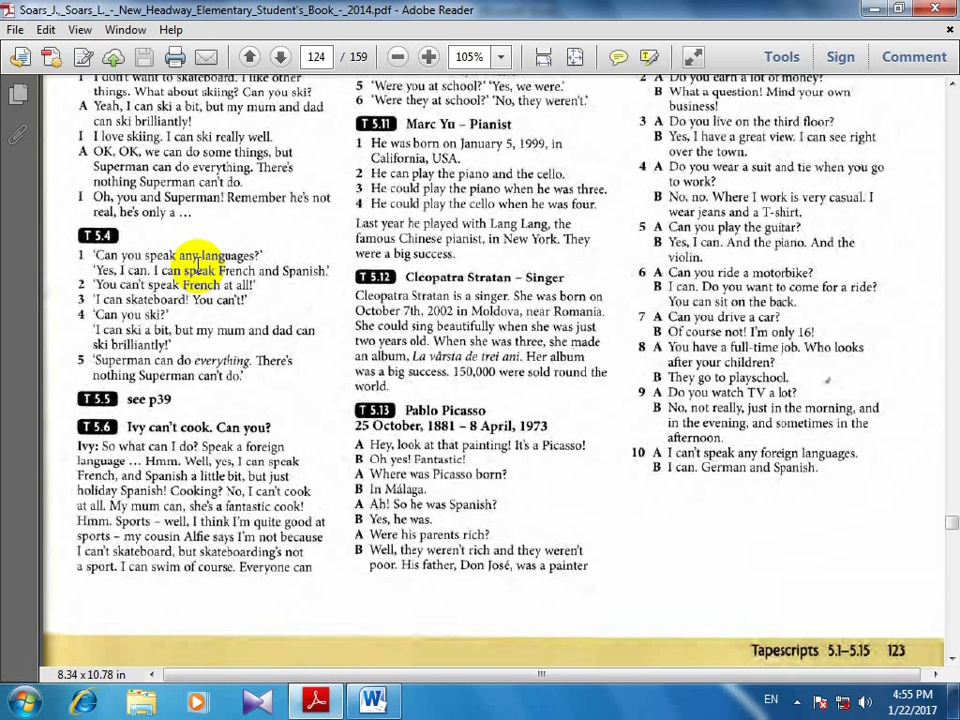 Soars_J.,_Soars_L._-_New_Headway_Elementary_Student's_Book_-_2014.pdf - Adobe Reader
File Edit View Window Help
124 / 159 105% Tools Sign Comment
I I don't want to skateboard. I like other
things. What about skiing? Can you ski?
A Yeah, I can ski a bit, but my mum and dad
can ski brilliantly!
I I love skiing. I can ski really well.
A OK, OK, we can do some things, but
Superman can do everything. There's
nothing Superman can't do.
I Oh, you and Superman! Remember he's not
real, he's only a …
T 5.4
1 'Can you speak any languages?'
'Yes, I can. I can speak French and Spanish.'
2 'You can't speak French at all!'
3 'I can skateboard! You can't!'
4 'Can you ski?'
'I can ski a bit, but my mum and dad can
ski brilliantly!'
5 'Superman can do everything. There's
nothing Superman can't do.'
T 5.5 see p39
T 5.6 Ivy can't cook. Can you?
Ivy: So what can I do? Speak a foreign
language … Hmm. Well, yes, I can speak
French, and Spanish a little bit, but just
holiday Spanish! Cooking? No, I can't cook
at all. My mum can, she's a fantastic cook!
Hmm. Sports – well, I think I'm quite good at
sports – my cousin Alfie says I'm not because
I can't skateboard, but skateboarding's not
a sport. I can swim of course. Everyone can
5 'Were you at school?' 'Yes, we were.'
6 'Were they at school?' 'No, they weren't.'
T 5.11 Marc Yu – Pianist
1 He was born on January 5, 1999, in
California, USA.
2 He can play the piano and the cello.
3 He could play the piano when he was three.
4 He could play the cello when he was four.
Last year he played with Lang Lang, the
famous Chinese pianist, in New York. They
were a big success.
T 5.12 Cleopatra Stratan – Singer
Cleopatra Stratan is a singer. She was born on
October 7th, 2002 in Moldova, near Romania.
She could sing beautifully when she was just
two years old. When she was three, she made
an album, La vârsta de trei ani. Her album
was a big success. 150,000 were sold round the
world.
T 5.13 Pablo Picasso
25 October, 1881 – 8 April, 1973
A Hey, look at that painting! It's a Picasso!
B Oh yes! Fantastic!
A Where was Picasso born?
B In Málaga.
A Ah! So he was Spanish?
B Yes, he was.
A Were his parents rich?
B Well, they weren't rich and they weren't
poor. His father, Don José, was a painter
2 A Do you earn a lot of money?
B What a question! Mind your own
business!
3 A Do you live on the third floor?
B Yes, I have a great view. I can see right
over the town.
4 A Do you wear a suit and tie when you go
to work?
B No, no. Where I work is very casual. I
wear jeans and a T-shirt.
5 A Can you play the guitar?
B Yes, I can. And the piano. And the
violin.
6 A Can you ride a motorbike?
B I can. Do you want to come for a ride?
You can sit on the back.
7 A Can you drive a car?
B Of course not! I'm only 16!
8 A You have a full-time job. Who looks
after your children?
B They go to playschool.
9 A Do you watch TV a lot?
B No, not really, just in the morning, and
in the evening, and sometimes in the
afternoon.
10 A I can't speak any foreign languages.
B I can. German and Spanish.
Tapescripts 5.1–5.15 123
8.34 x 10.78 in
EN
4:55 PM
1/22/2017